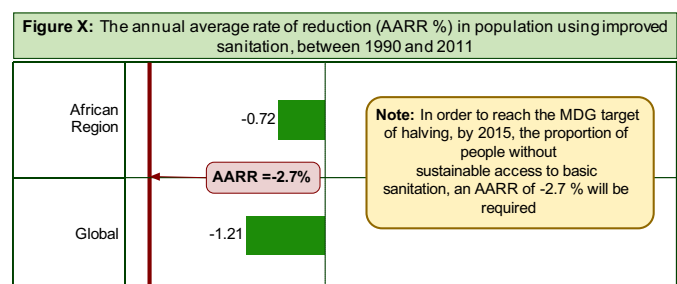 Figure X: The annual average rate of reduction (AARR %) in population using improved
sanitation, between 1990 and 2011
African
Region
-0.72
Note: In order to reach the MDG target
of halving, by 2015, the proportion of
people without
sustainable access to basic
sanitation, an AARR of -2.7 % will be
required
AARR =-2.7%
Global
-1.21